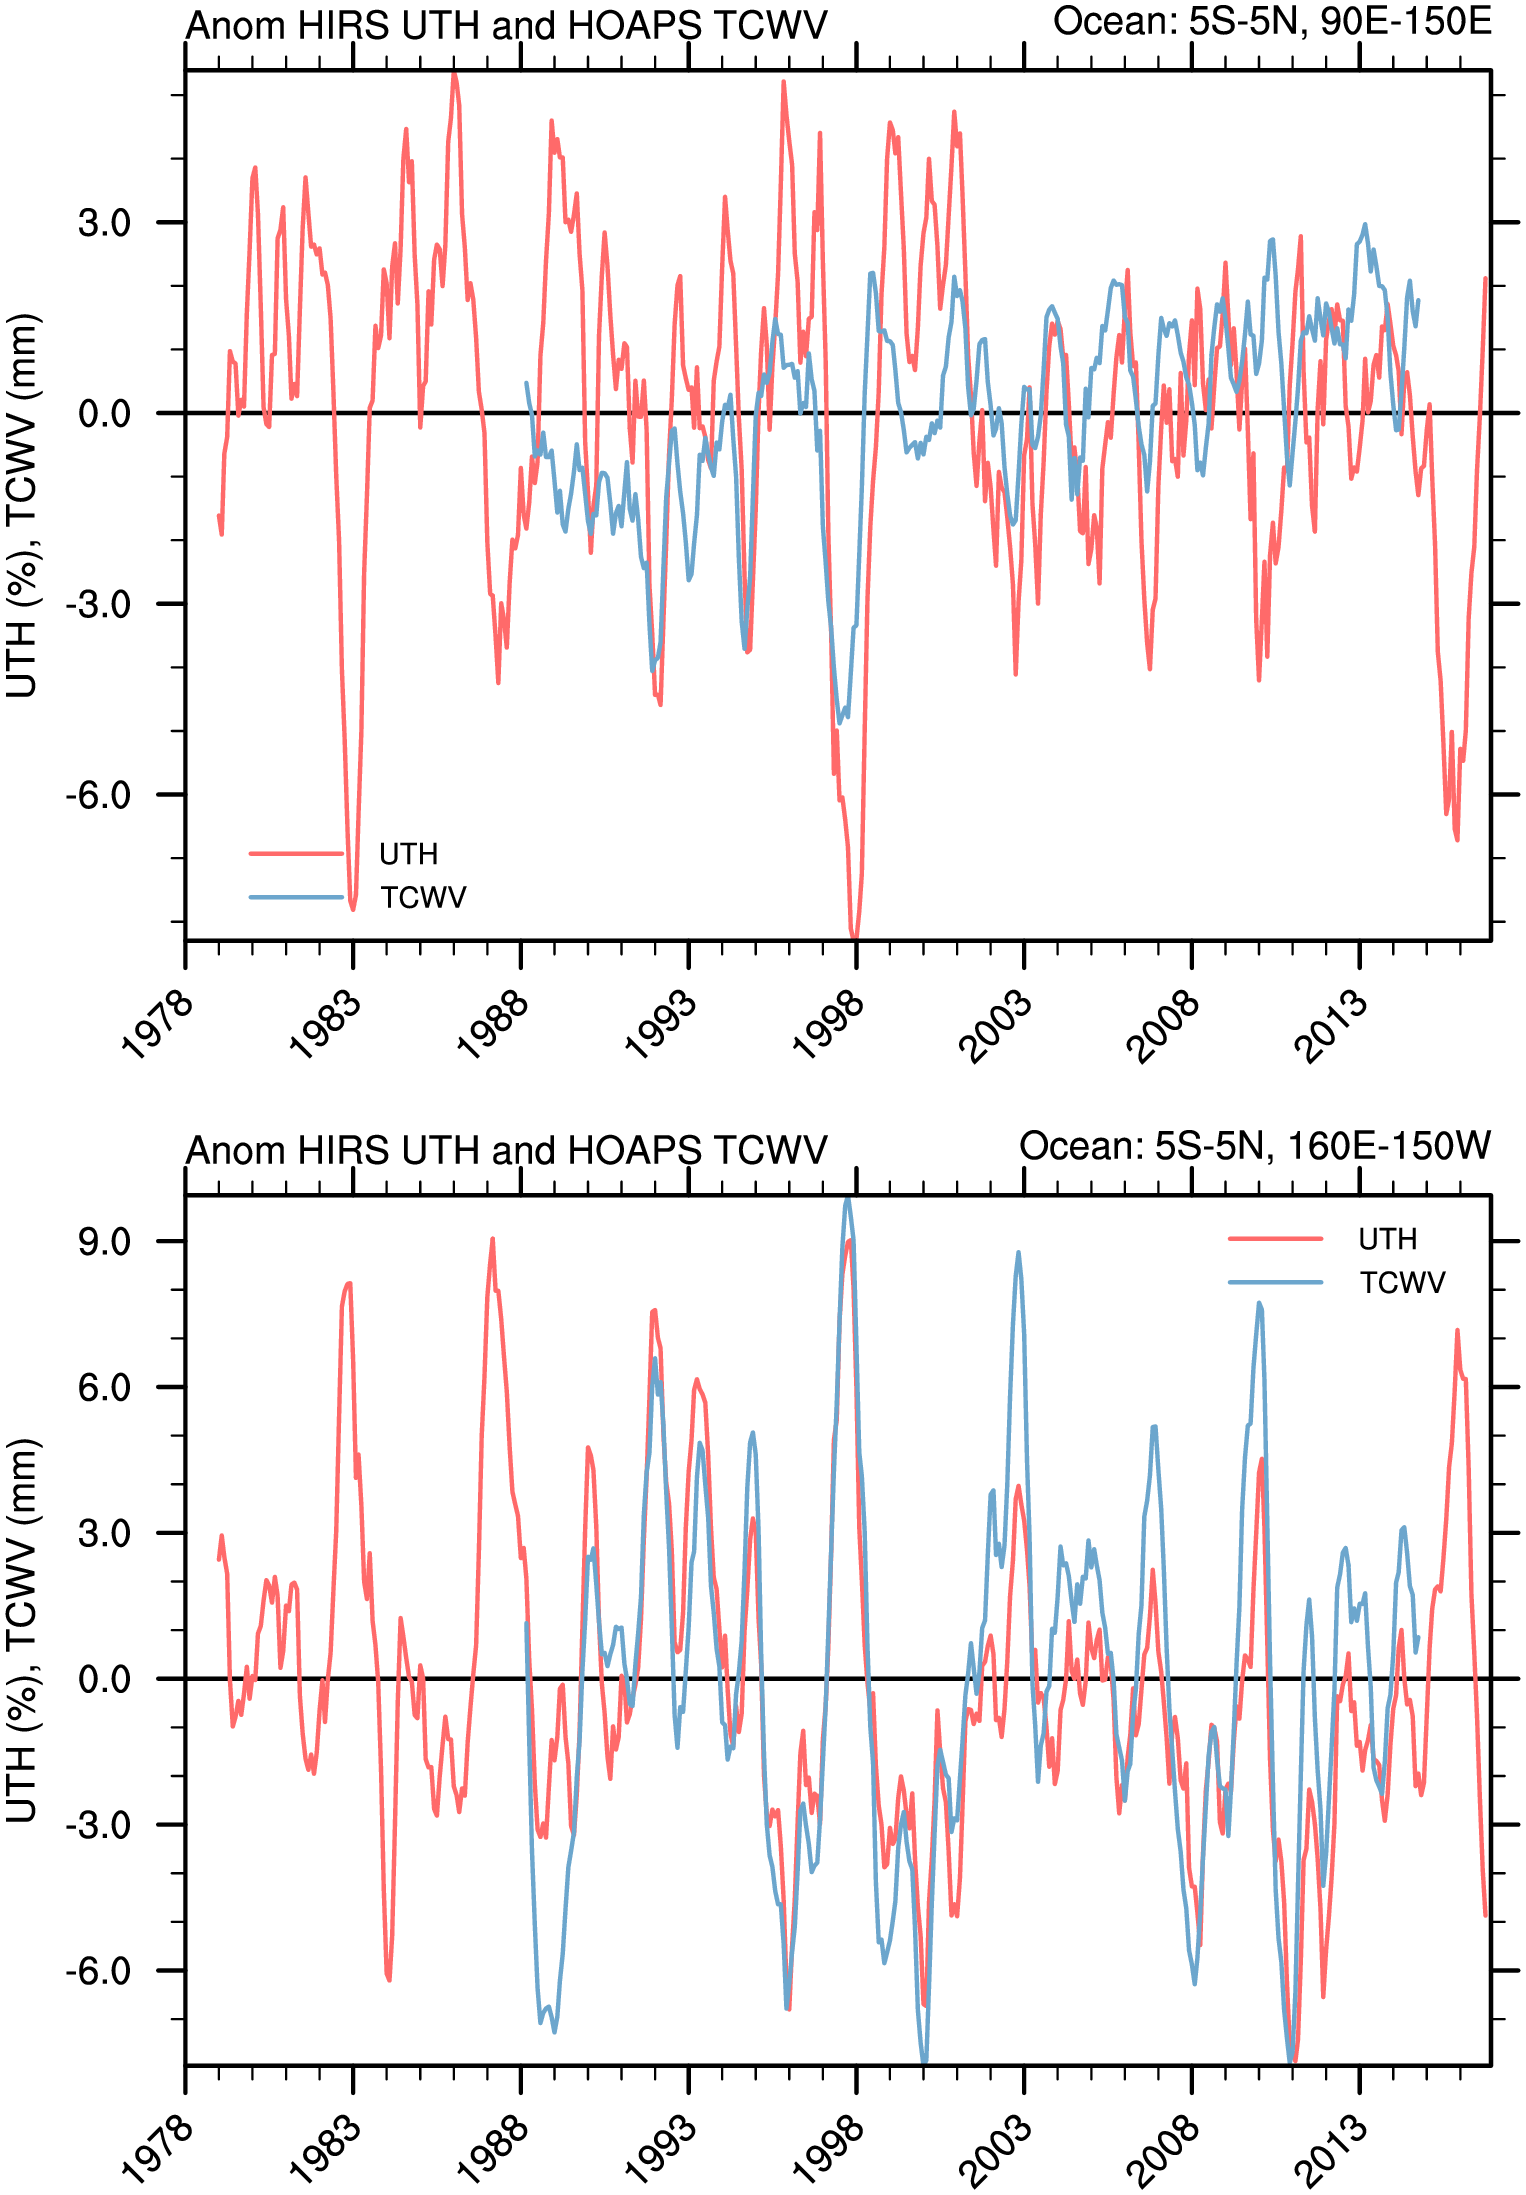 Anom HIRS UTH and HOAPS TCWV
Ocean: 5S-5N, 90E-150E
UTH (%), TCWV (mm)
3.0
0.0
-3.0
-6.0
UTH
TCWV
1978
1983
1988
1993
1998
2003
2008
2013
Anom HIRS UTH and HOAPS TCWV
Ocean: 5S-5N, 160E-150W
UTH (%), TCWV (mm)
9.0
6.0
3.0
0.0
-3.0
-6.0
UTH
TCWV
1978
1983
1988
1993
1998
2003
2008
2013